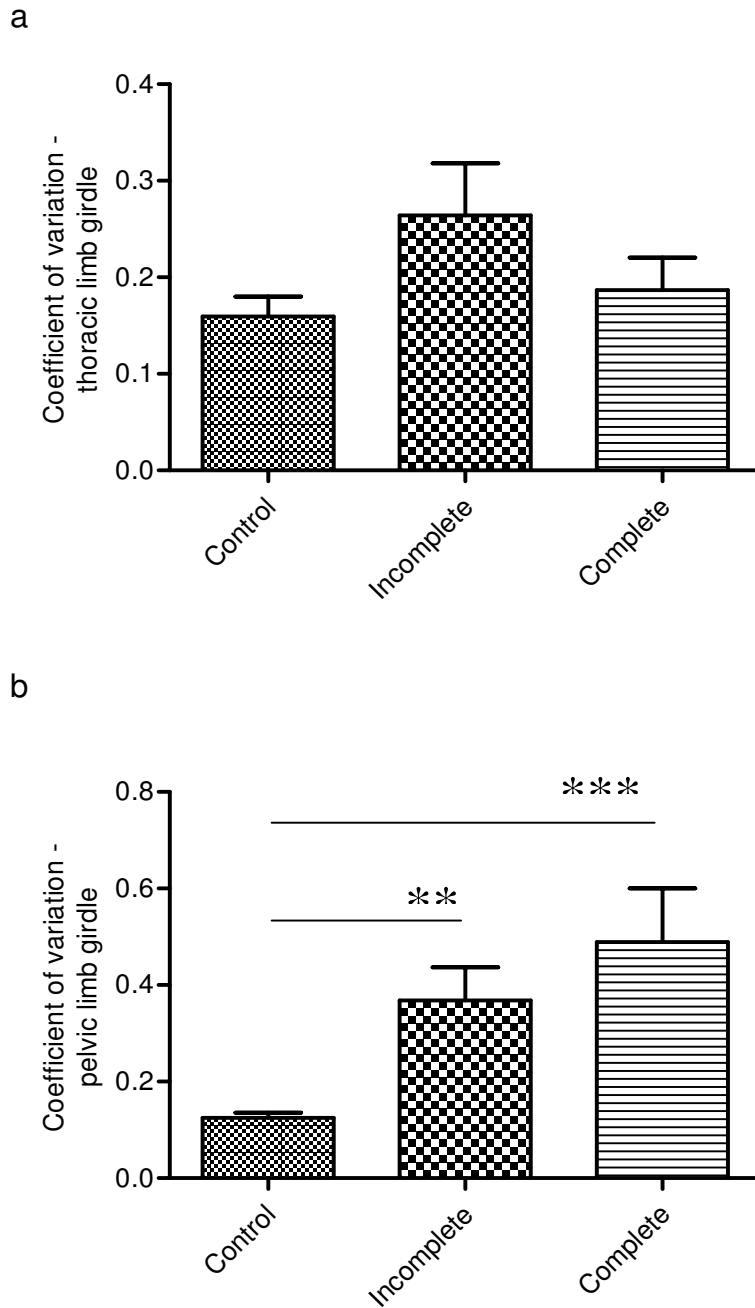 a
0.4
0.3
0.2
0.1
0.0
Coefficient of variation -
thoracic limb girdle
Control
Incomplete
Complete
b
0.8
0.6
0.4
0.2
0.0
Coefficient of variation -
pelvic limb girdle
***
**
Control
Incomplete
Complete